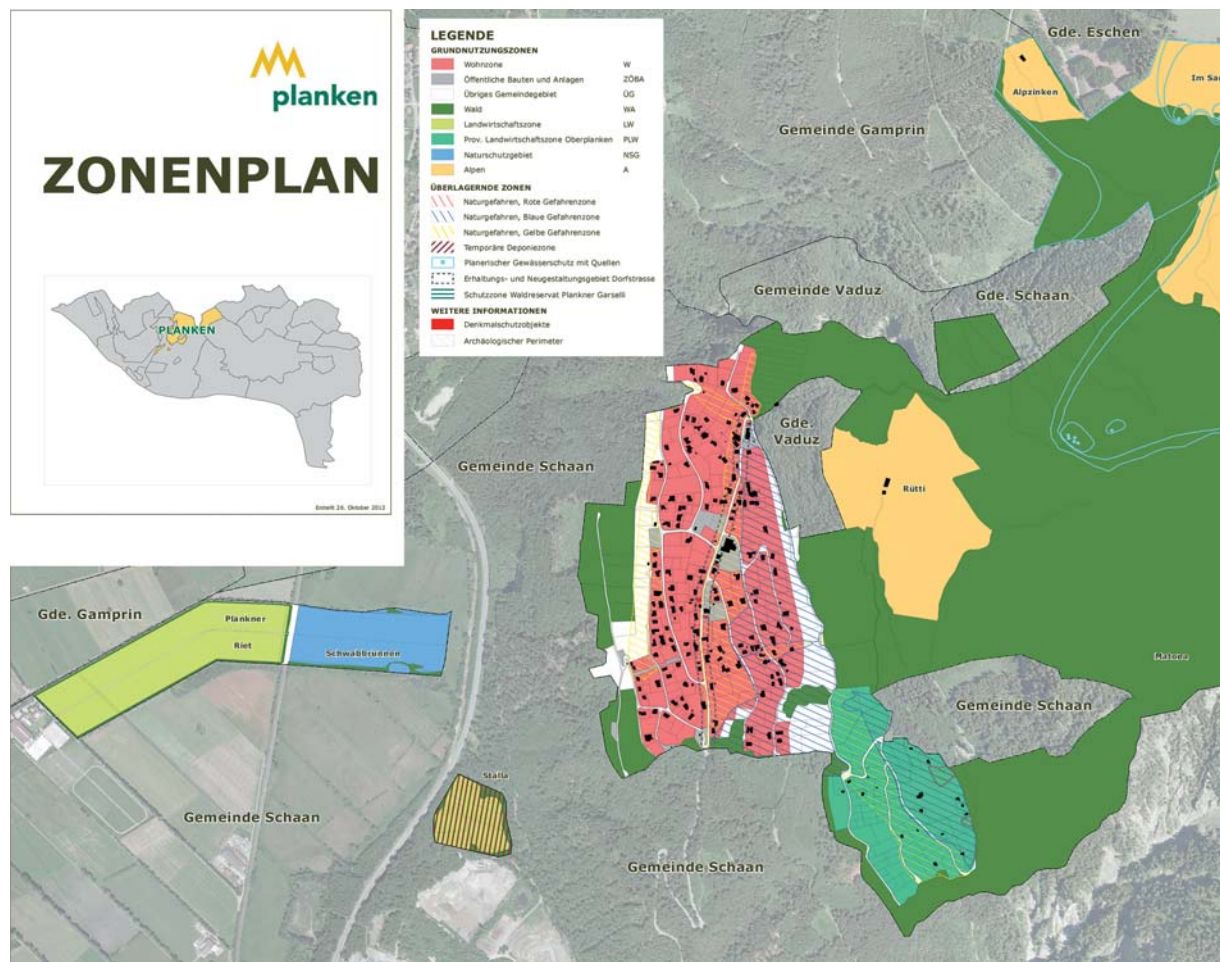 planken
ZONENPLAN
PLANKEN
Erstellt 26. Oktober 2012
LEGENDE
GRUNDNUTZUNGSZONEN
Wohnzone W
Öffentliche Bauten und Anlagen ZÖBA
Übriges Gemeindegebiet ÜG
Wald WA
Landwirtschaftszone LW
Prov. Landwirtschaftszone Oberplanken PLW
Naturschutzgebiet NSG
Alpen A
ÜBERLAGERNDE ZONEN
Naturgefahren, Rote Gefahrenzone
Naturgefahren, Blaue Gefahrenzone
Naturgefahren, Gelbe Gefahrenzone
Temporäre Deponiezone
Planerischer Gewässerschutz mit Quellen
Erhaltungs- und Neugestaltungsgebiet Dorfstrasse
Schutzzone Waldreservat Plankner Garselli
WEITERE INFORMATIONEN
Denkmalschutzobjekte
Archäologischer Perimeter
Gde. Eschen
Im Sa
Alpzinken
Gemeinde Gamprin
Gemeinde Vaduz
Gde. Schaan
Gde.
Vaduz
Gemeinde Schaan
Rütti
Gde. Gamprin
Plankner
Riet
Schwabbrunnen
Gemeinde Schaan
Stalla
Gemeinde Schaan
Gemeinde Schaan